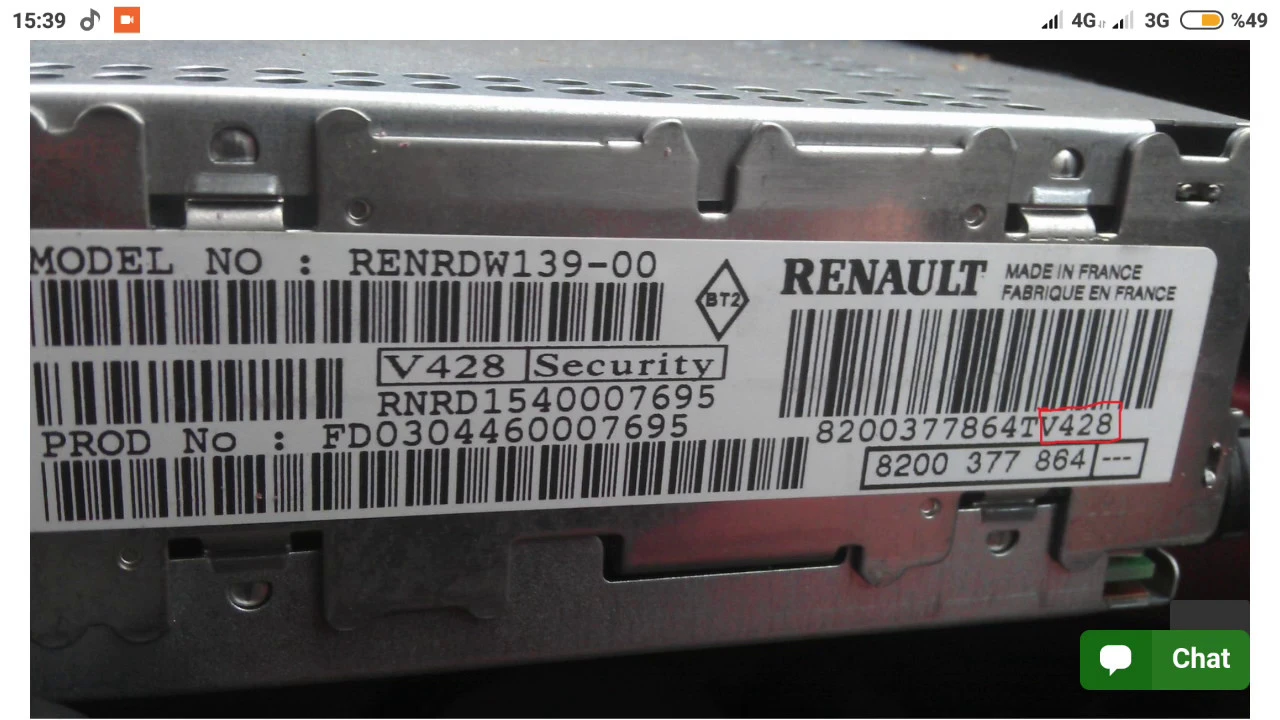 15:39
4G 3G %49
MODEL NO : RENRDW139-00
BT2
RENAULT
MADE IN FRANCE
FABRIQUE EN FRANCE
V428 Security
RNRD1540007695
PROD No : FD0304460007695
8200377864TV428
8200 377 864 ---
Chat